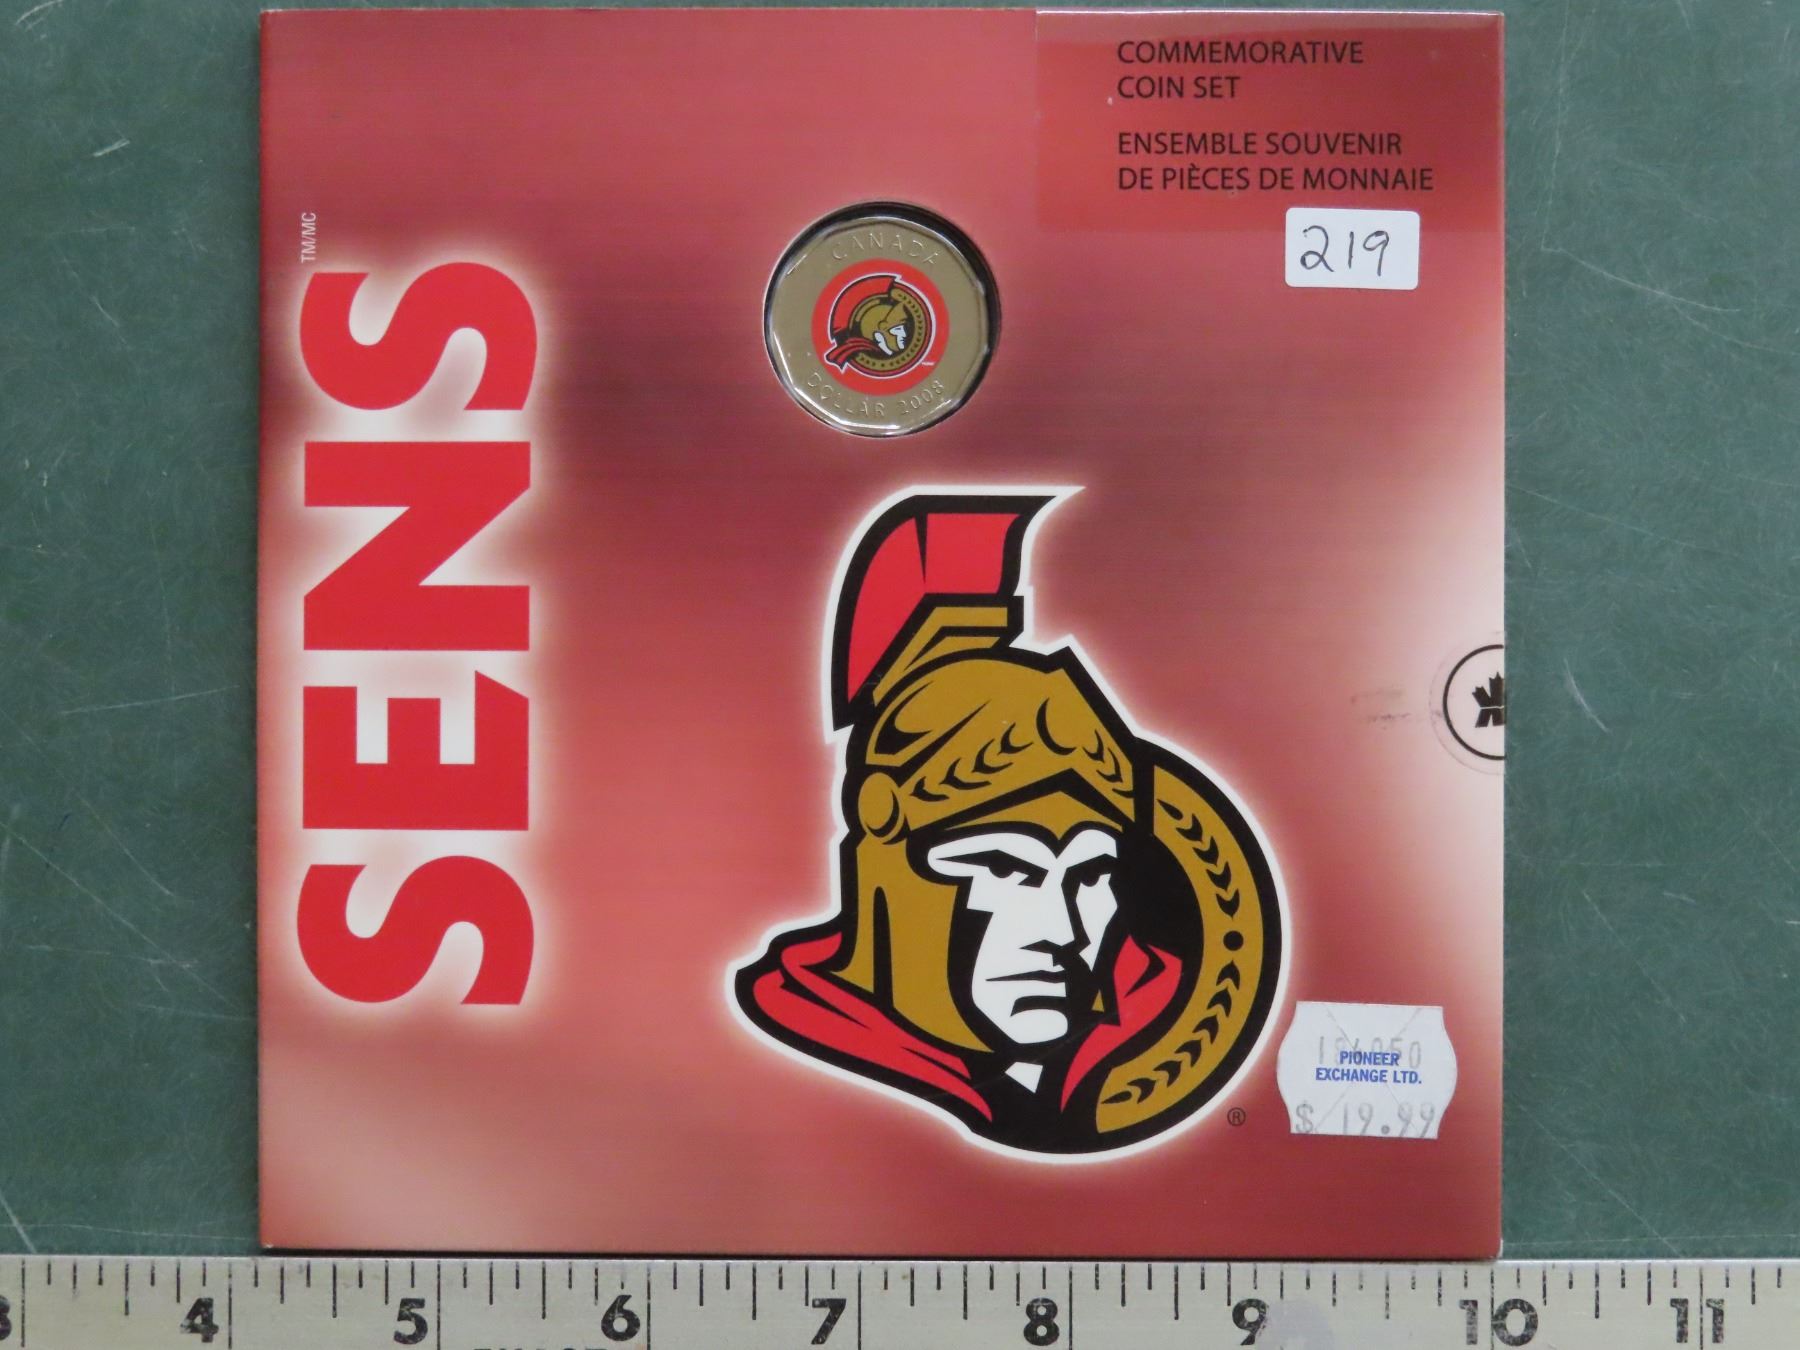 COMMEMORATIVE
COIN SET
ENSEMBLE SOUVENIR
DE PIÈCES DE MONNAIE
219
TM/MC
SENS
CANADA
DOLLAR 2008
PIONEER
EXCHANGE LTD.
$ 19.99
®
3 4 5 6 7 8 9 10 11